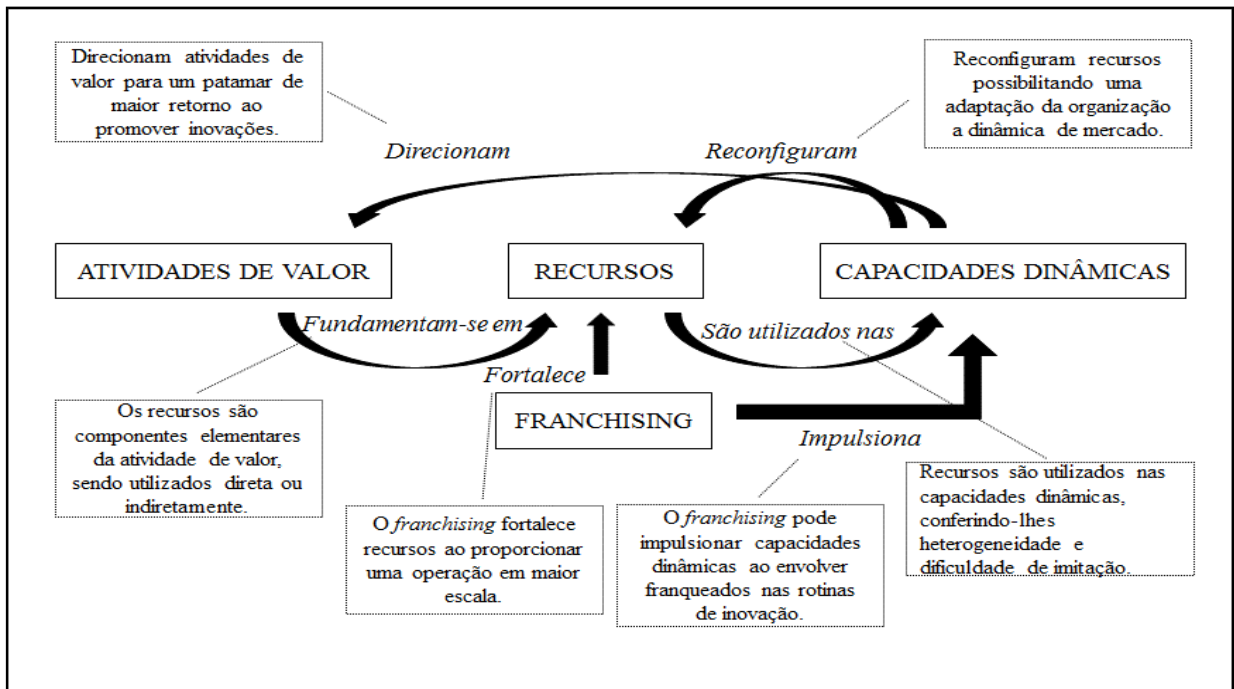 Direcionam atividades de
valor para um patamar de
maior retorno ao
promover inovações.
Reconfiguram recursos
possibilitando uma
adaptação da organização
a dinâmica de mercado.
Direcionam
Reconfiguram
ATIVIDADES DE VALOR
RECURSOS
CAPACIDADES DINÂMICAS
Fundamentam-se em
São utilizados nas
Fortalece
FRANCHISING
Impulsiona
Os recursos são
componentes elementares
da atividade de valor,
sendo utilizados direta ou
indiretamente.
O franchising fortalece
recursos ao proporcionar
uma operação em maior
escala.
O franchising pode
impulsionar capacidades
dinâmicas ao envolver
franqueados nas rotinas
de inovação.
Recursos são utilizados nas
capacidades dinâmicas,
conferindo-lhes
heterogeneidade e
dificuldade de imitação.